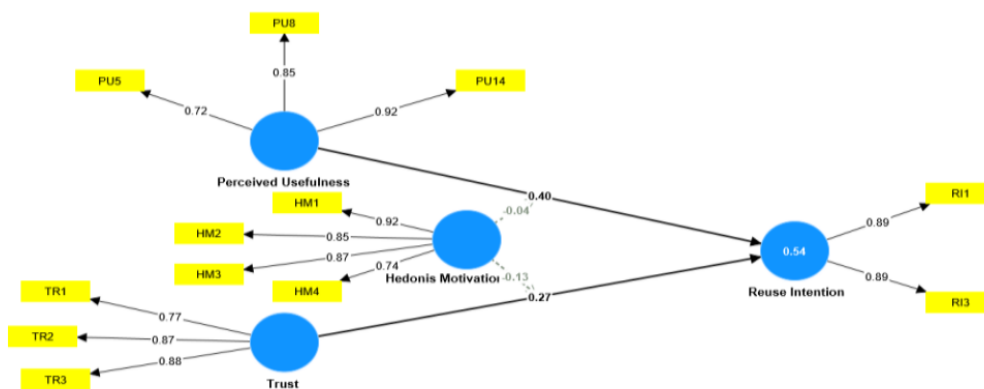 PU8
PU5
PU14
0.85
0.72
0.92
Perceived Usefulness
HM1
0.92
HM2
0.85
HM3
0.87
HM4
0.74
Hedonis Motivation
-0.04
0.40
-0.13
0.27
TR1
0.77
TR2
0.87
TR3
0.88
Trust
RI1
0.89
0.54
Reuse Intention
0.89
RI3